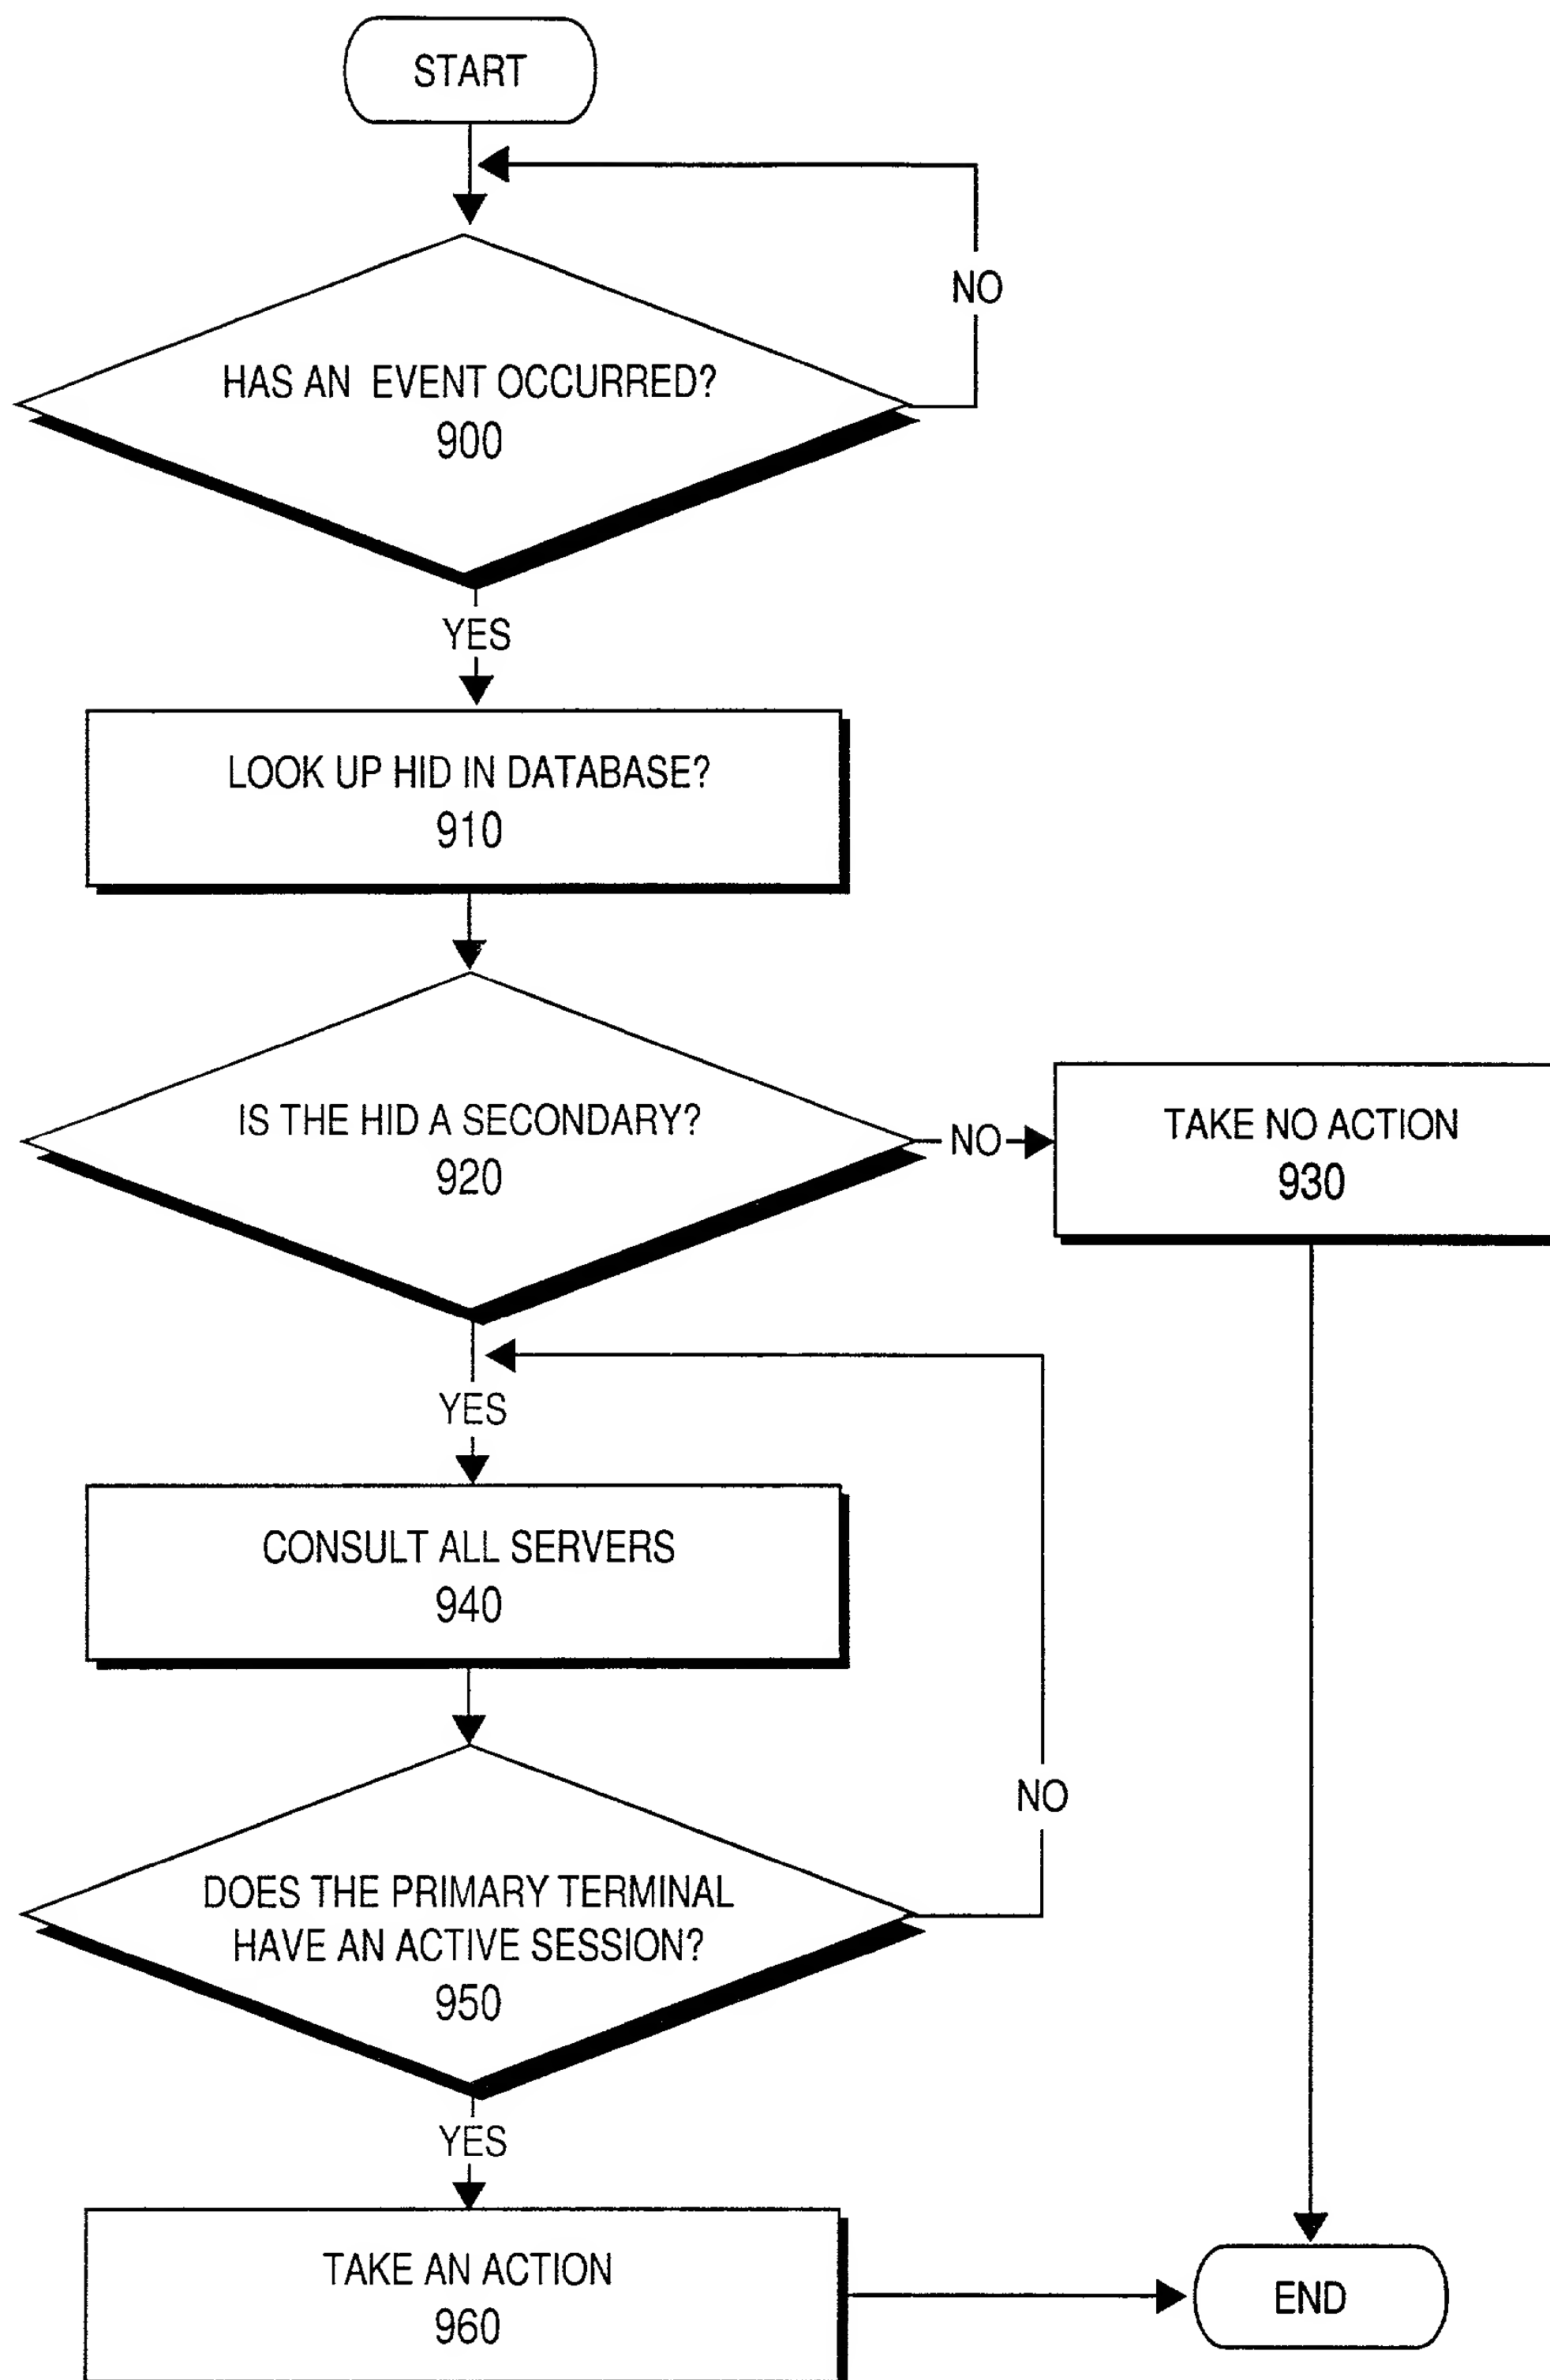 START
NO
HAS AN EVENT OCCURRED?
900
YES
LOOK UP HID IN DATABASE?
910
IS THE HID A SECONDARY?
920
NO
TAKE NO ACTION
930
YES
CONSULT ALL SERVERS
940
NO
DOES THE PRIMARY TERMINAL
HAVE AN ACTIVE SESSION?
950
YES
TAKE AN ACTION
960
END